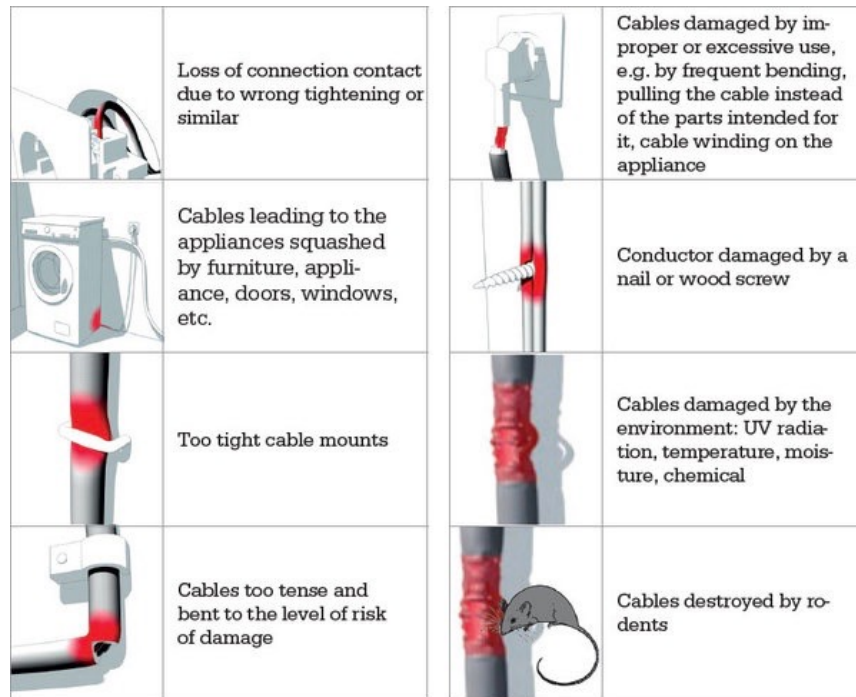 Loss of connection contact
due to wrong tightening or
similar
Cables leading to the
appliances squashed
by furniture, appli-
ance, doors, windows,
etc.
Too tight cable mounts
Cables too tense and
bent to the level of risk
of damage
Cables damaged by im-
proper or excessive use,
e.g. by frequent bending,
pulling the cable instead
of the parts intended for
it, cable winding on the
appliance
Conductor damaged by a
nail or wood screw
Cables damaged by the
environment: UV radia-
tion, temperature, mois-
ture, chemical
Cables destroyed by ro-
dents